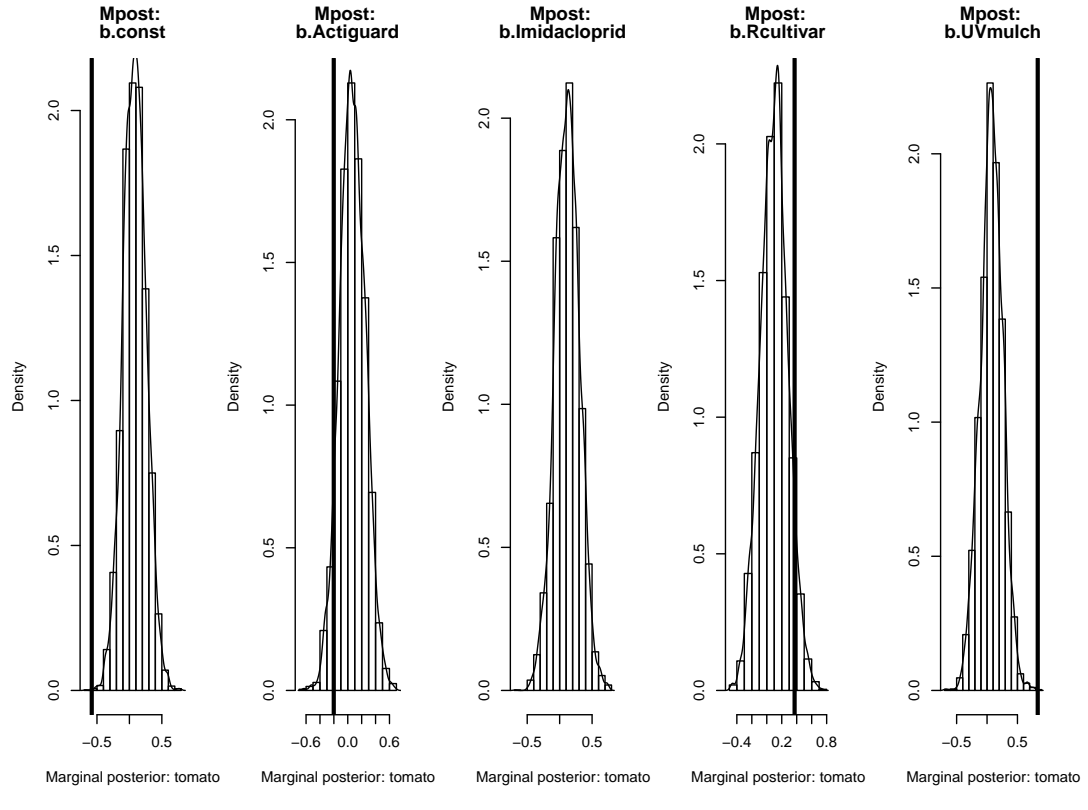 Mpost:
b.const
Density
2.0
1.5
1.0
0.5
0.0
−0.5 0.5
Marginal posterior: tomato
Mpost:
b.Actiguard
Density
2.0
1.5
1.0
0.5
0.0
−0.6 0.0 0.6
Marginal posterior: tomato
Mpost:
b.Imidacloprid
Density
2.0
1.5
1.0
0.5
0.0
−0.5 0.5
Marginal posterior: tomato
Mpost:
b.Rcultivar
Density
2.0
1.5
1.0
0.5
0.0
−0.4 0.2 0.8
Marginal posterior: tomato
Mpost:
b.UVmulch
Density
2.0
1.5
1.0
0.5
0.0
−0.5 0.5
Marginal posterior: tomato